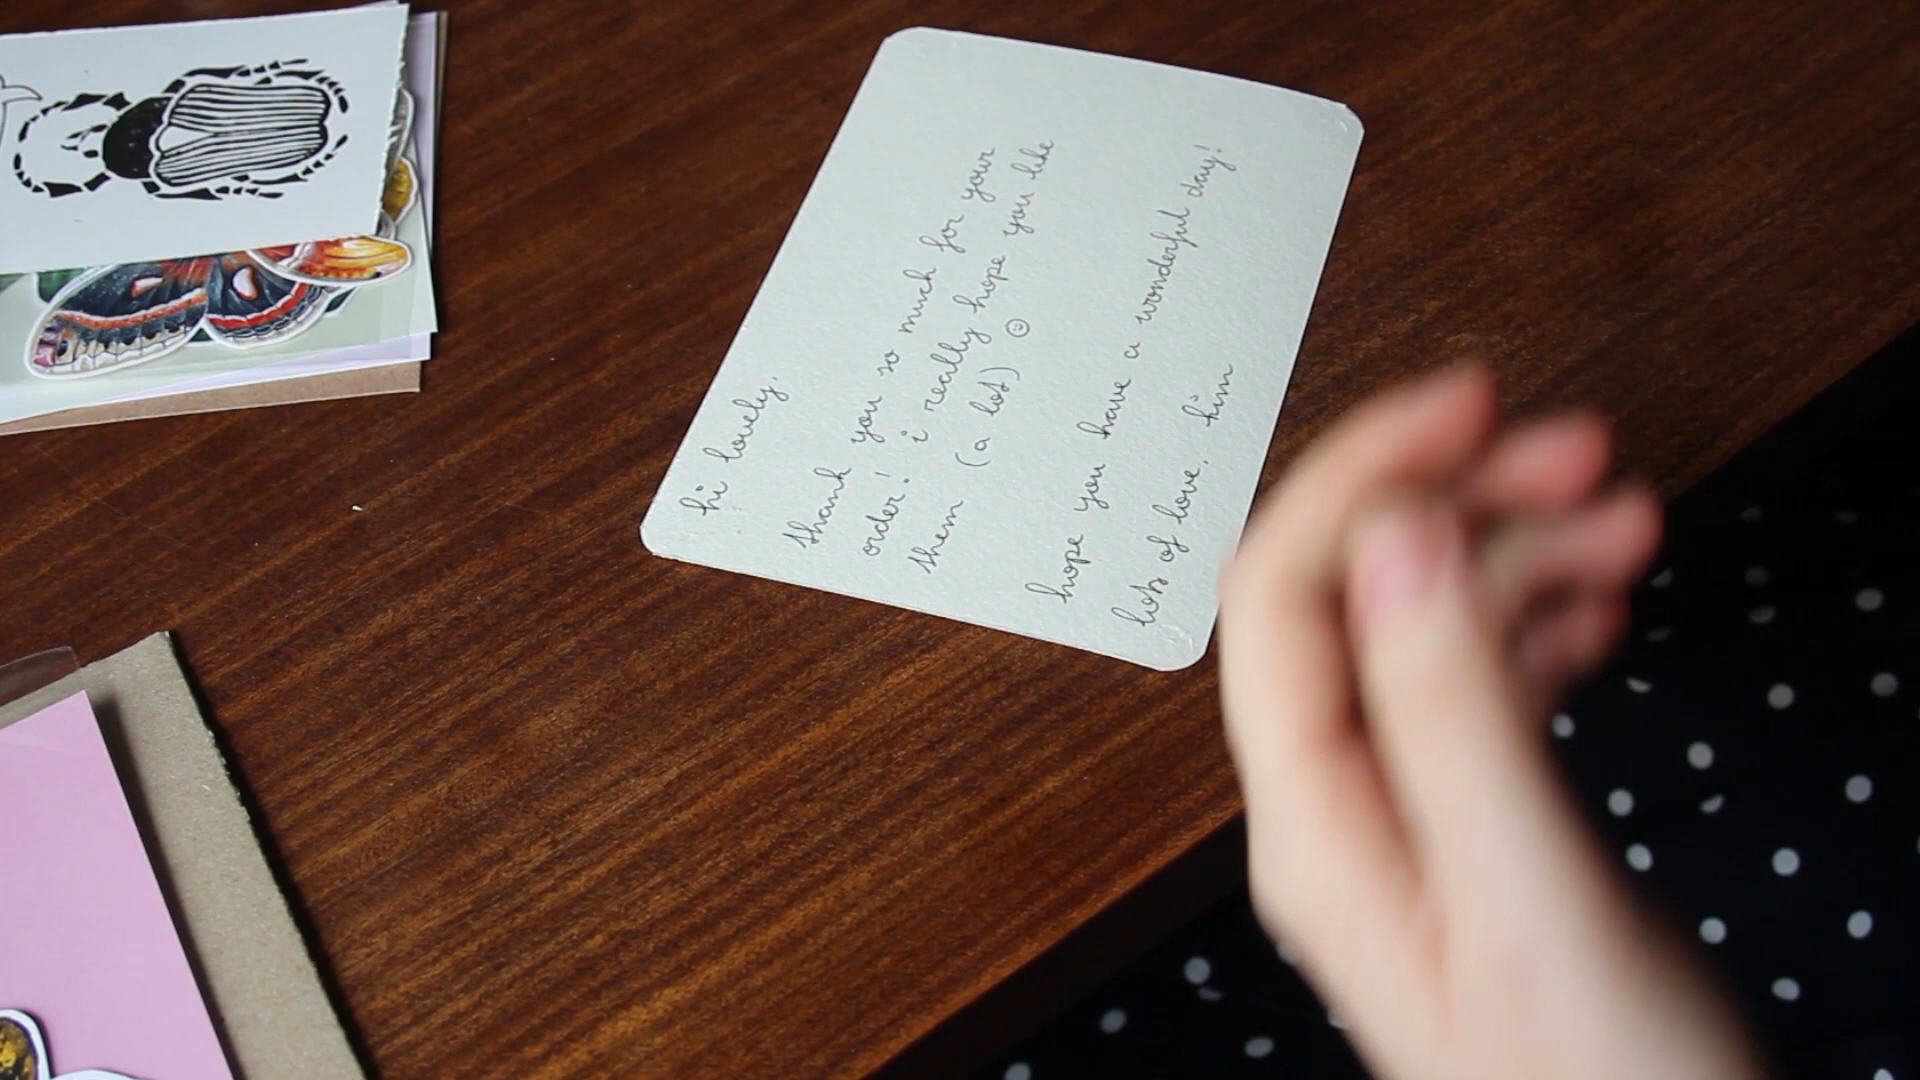 hi lovely,
thank you so much for your
order! i really hope you like
them (a lot) ☺
hope you have a wonderful day!
lots of love, kim